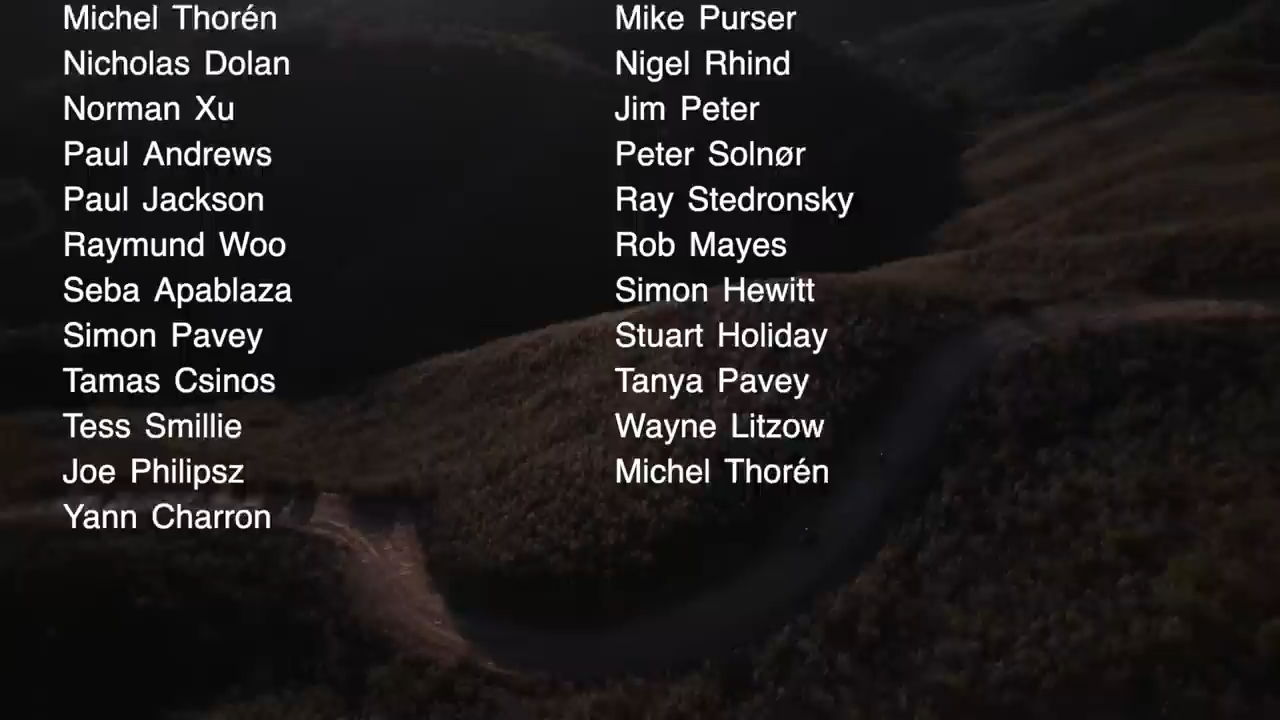 Michel Thorén
Nicholas Dolan
Norman Xu
Paul Andrews
Paul Jackson
Raymund Woo
Seba Apablaza
Simon Pavey
Tamas Csinos
Tess Smillie
Joe Philipsz
Yann Charron
Mike Purser
Nigel Rhind
Jim Peter
Peter Solnør
Ray Stedronsky
Rob Mayes
Simon Hewitt
Stuart Holiday
Tanya Pavey
Wayne Litzow
Michel Thorén